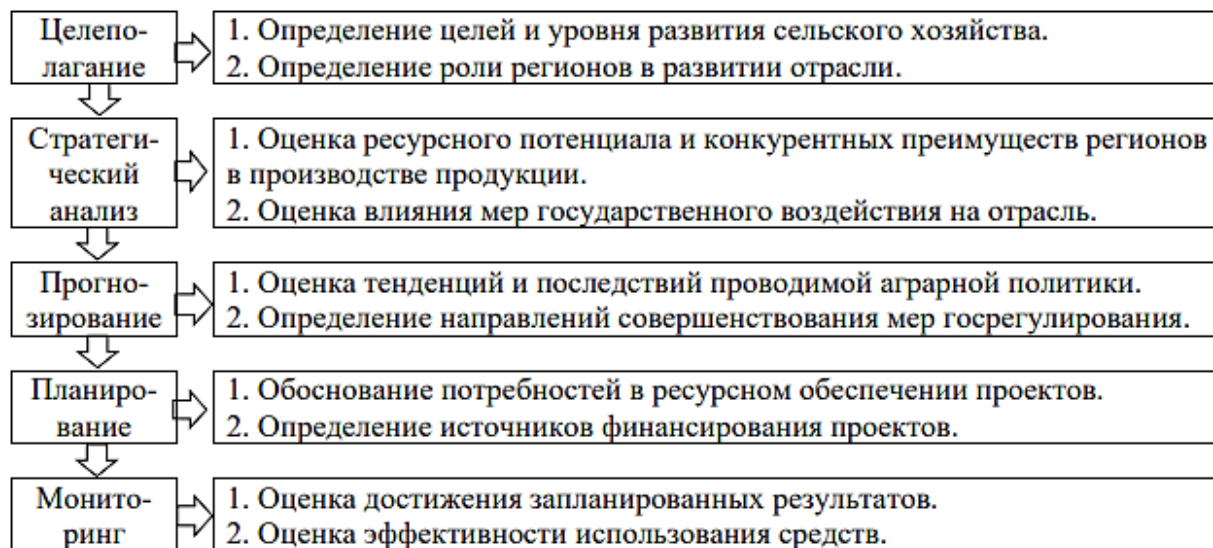 Целепо-
лагание
1. Определение целей и уровня развития сельского хозяйства.
2. Определение роли регионов в развитии отрасли.
Стратеги-
ческий
анализ
1. Оценка ресурсного потенциала и конкурентных преимуществ регионов
в производстве продукции.
2. Оценка влияния мер государственного воздействия на отрасль.
Прогно-
зирование
1. Оценка тенденций и последствий проводимой аграрной политики.
2. Определение направлений совершенствования мер госрегулирования.
Планиро-
вание
1. Обоснование потребностей в ресурсном обеспечении проектов.
2. Определение источников финансирования проектов.
Монито-
ринг
1. Оценка достижения запланированных результатов.
2. Оценка эффективности использования средств.